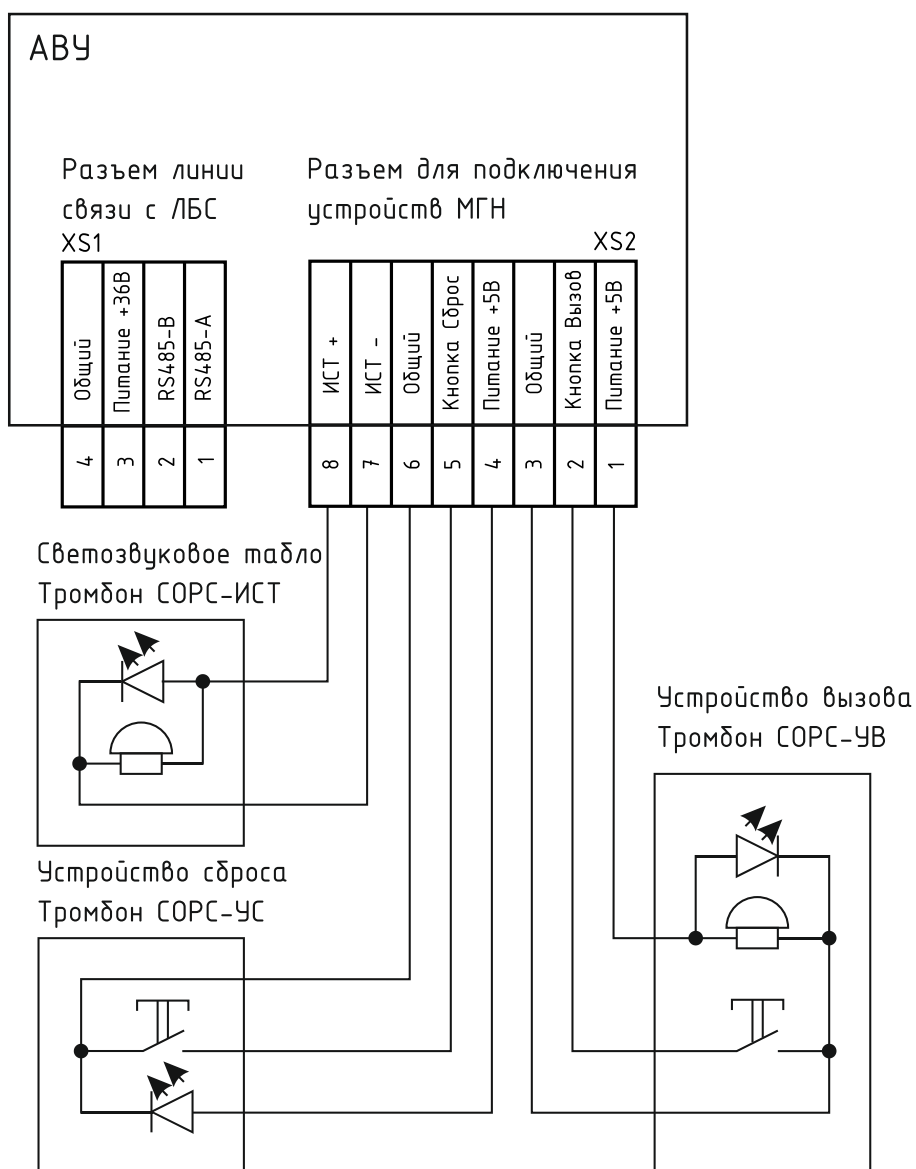 АВУ
Разъем линии
связи с ЛБС
XS1
Разъем для подключения
устройств МГН
XS2
Общий
Питание +36В
RS485-B
RS485-A
4
3
2
1
ИСТ +
ИСТ -
Общий
Кнопка Сброс
Питание +5В
Общий
Кнопка Вызов
Питание +5В
8
7
6
5
4
3
2
1
Светозвуковое табло
Тромбон СОРС-ИСТ
Устройство вызова
Тромбон СОРС-УВ
Устройство сброса
Тромбон СОРС-УС